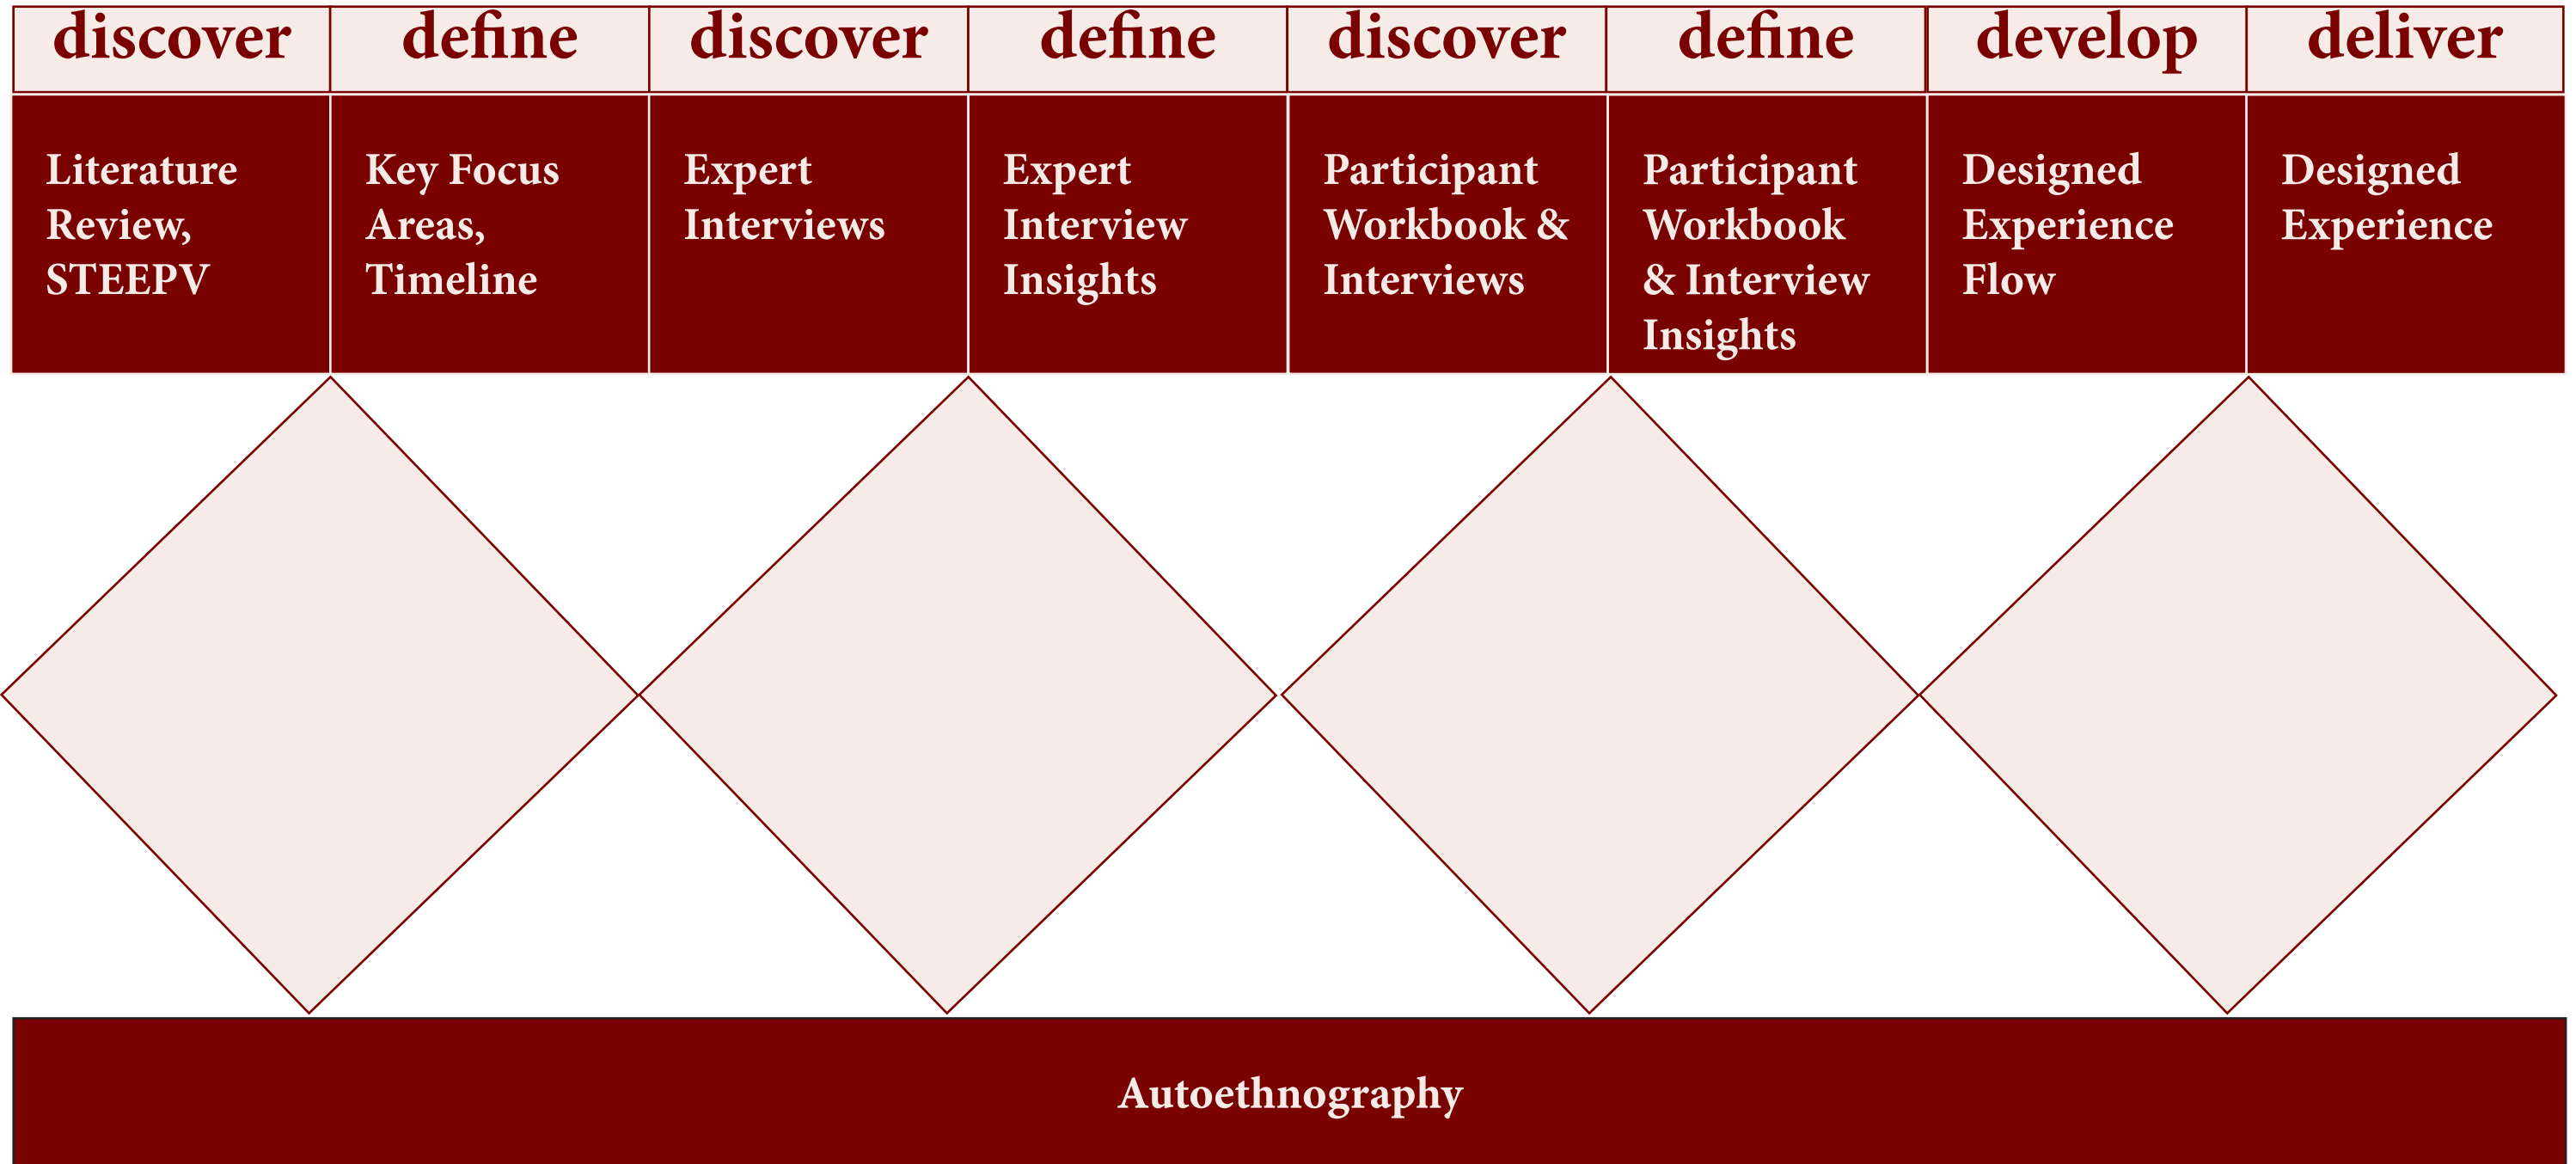 discover
define
discover
define
discover
define
develop
deliver
Literature
Review,
STEEPV
Key Focus
Areas,
Timeline
Expert
Interviews
Expert
Interview
Insights
Participant
Workbook &
Interviews
Participant
Workbook
& Interview
Insights
Designed
Experience
Flow
Designed
Experience
Autoethnography